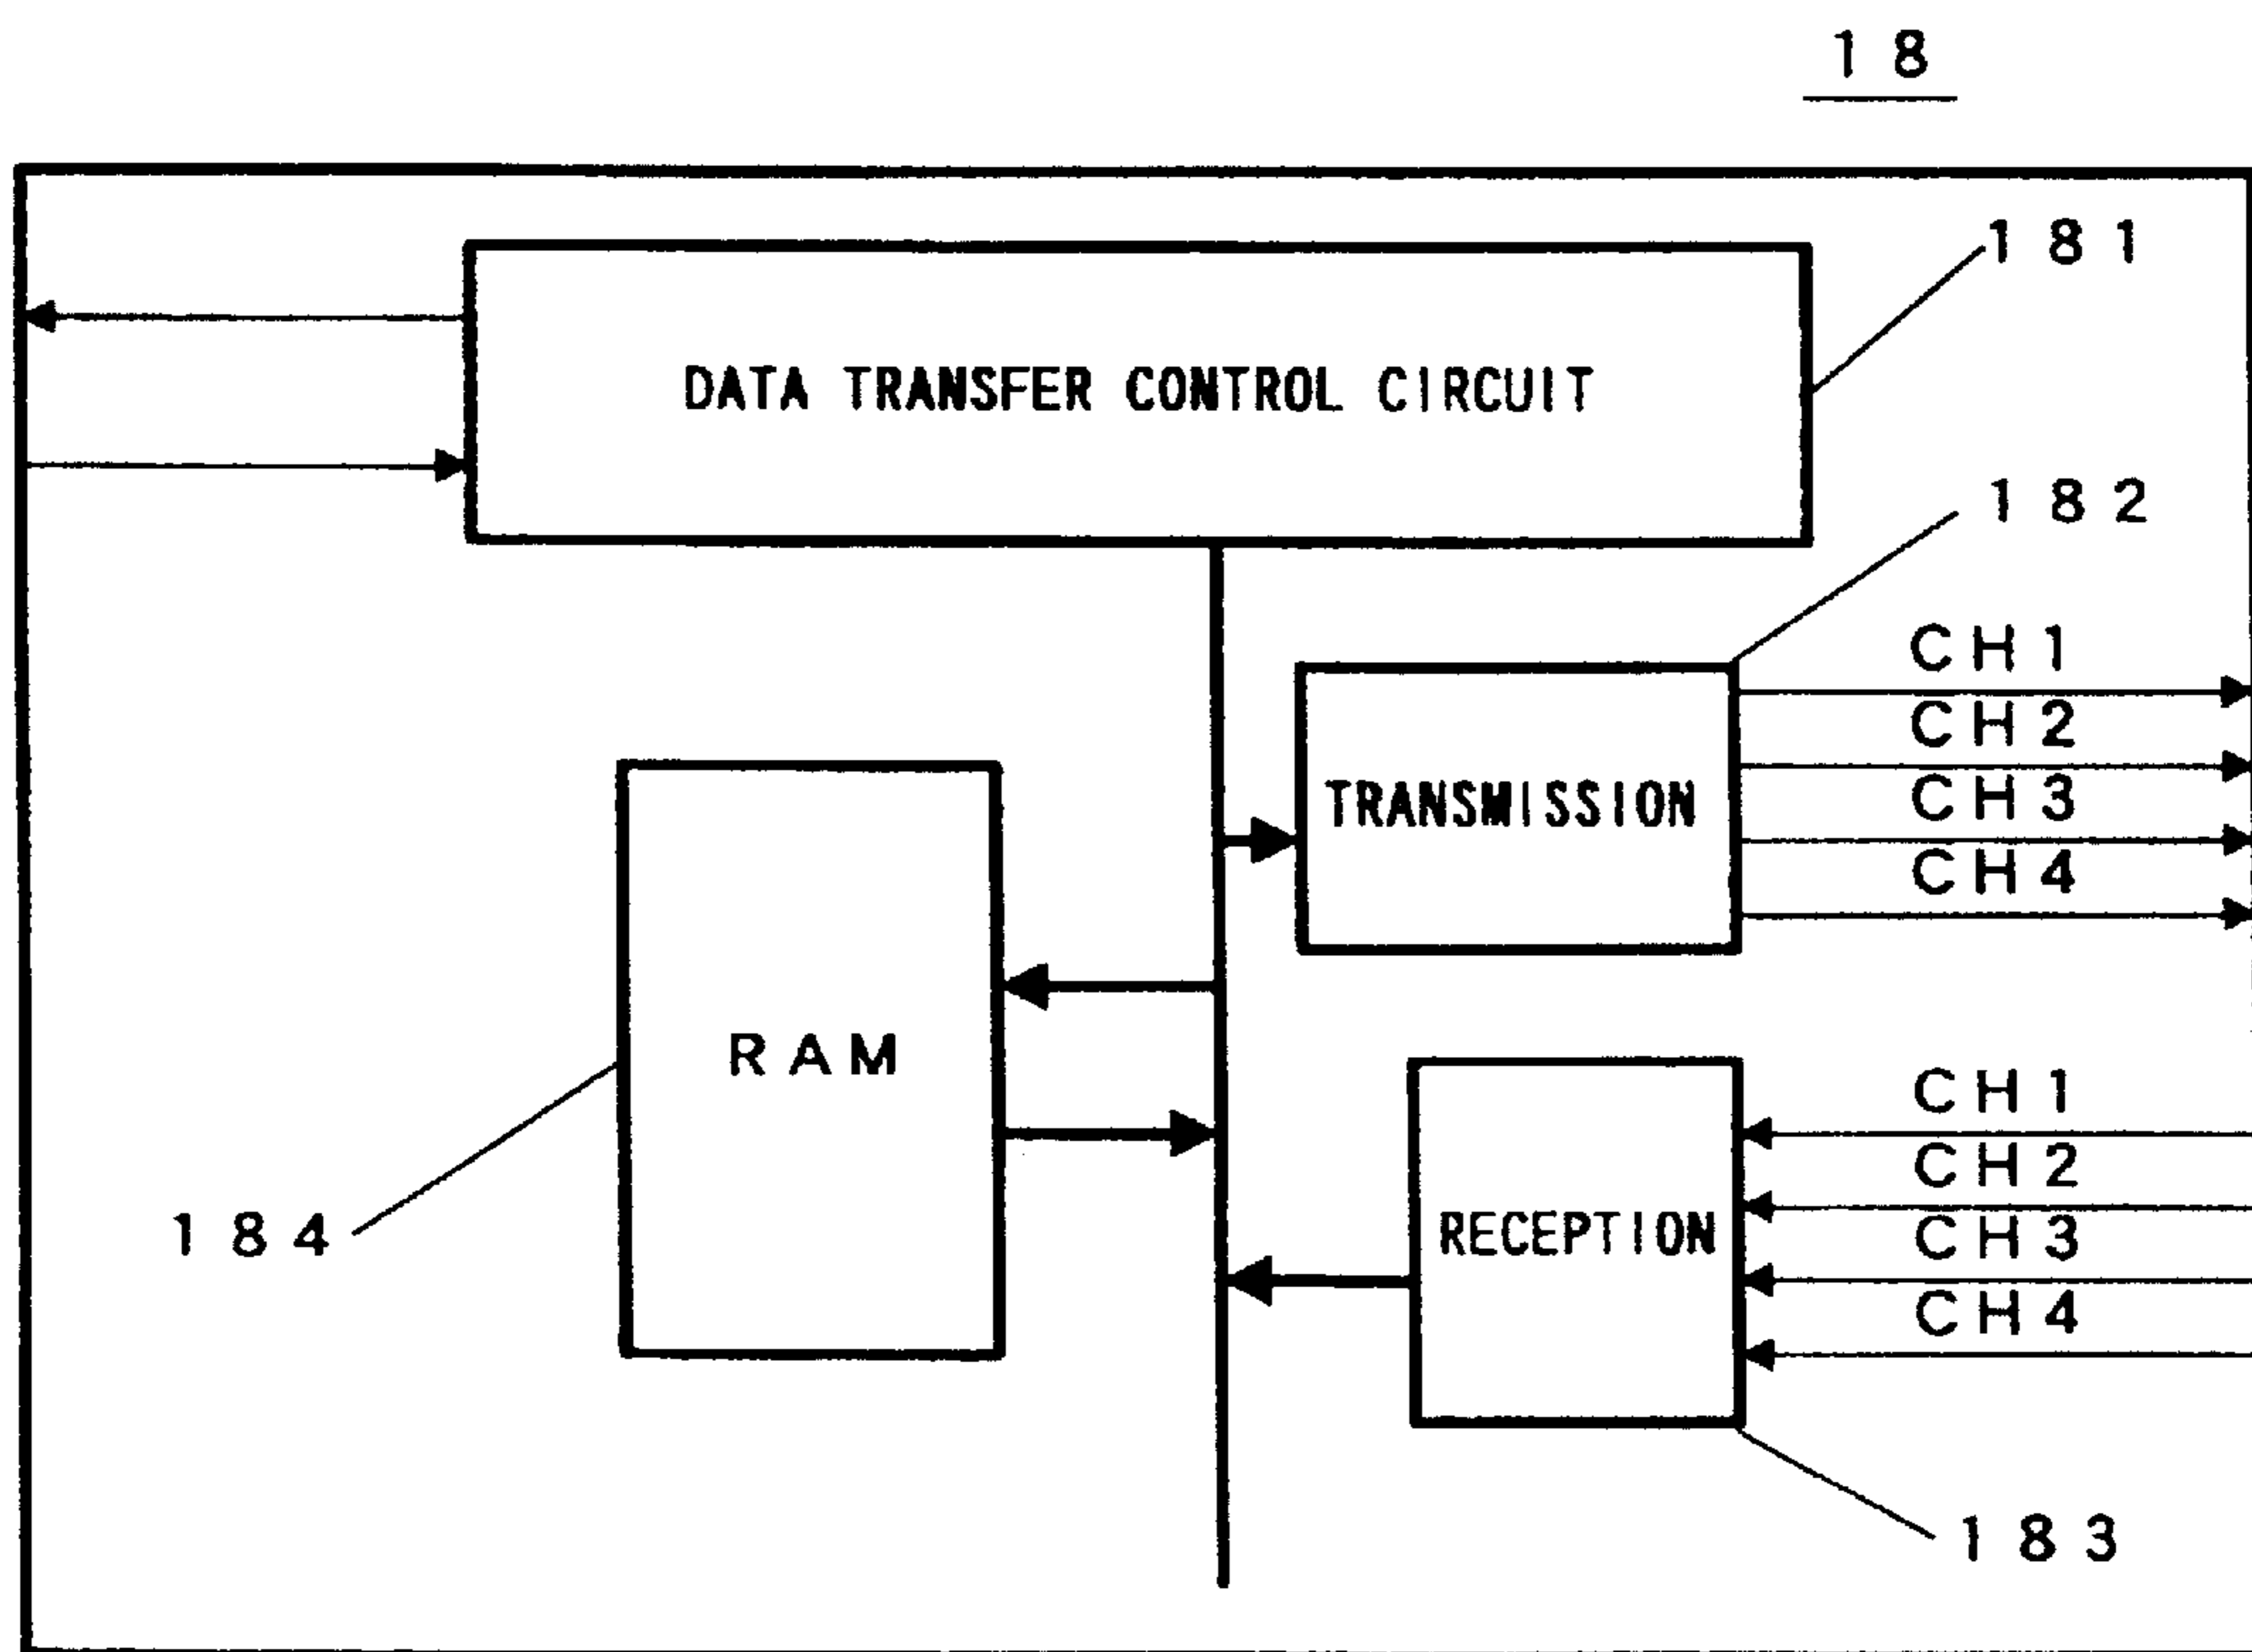 18
181
DATA TRANSFER CONTROL CIRCUIT
182
CH1
CH2
TRANSMISSION
CH3
CH4
RAM
CH1
CH2
184
RECEPTION
CH3
CH4
183